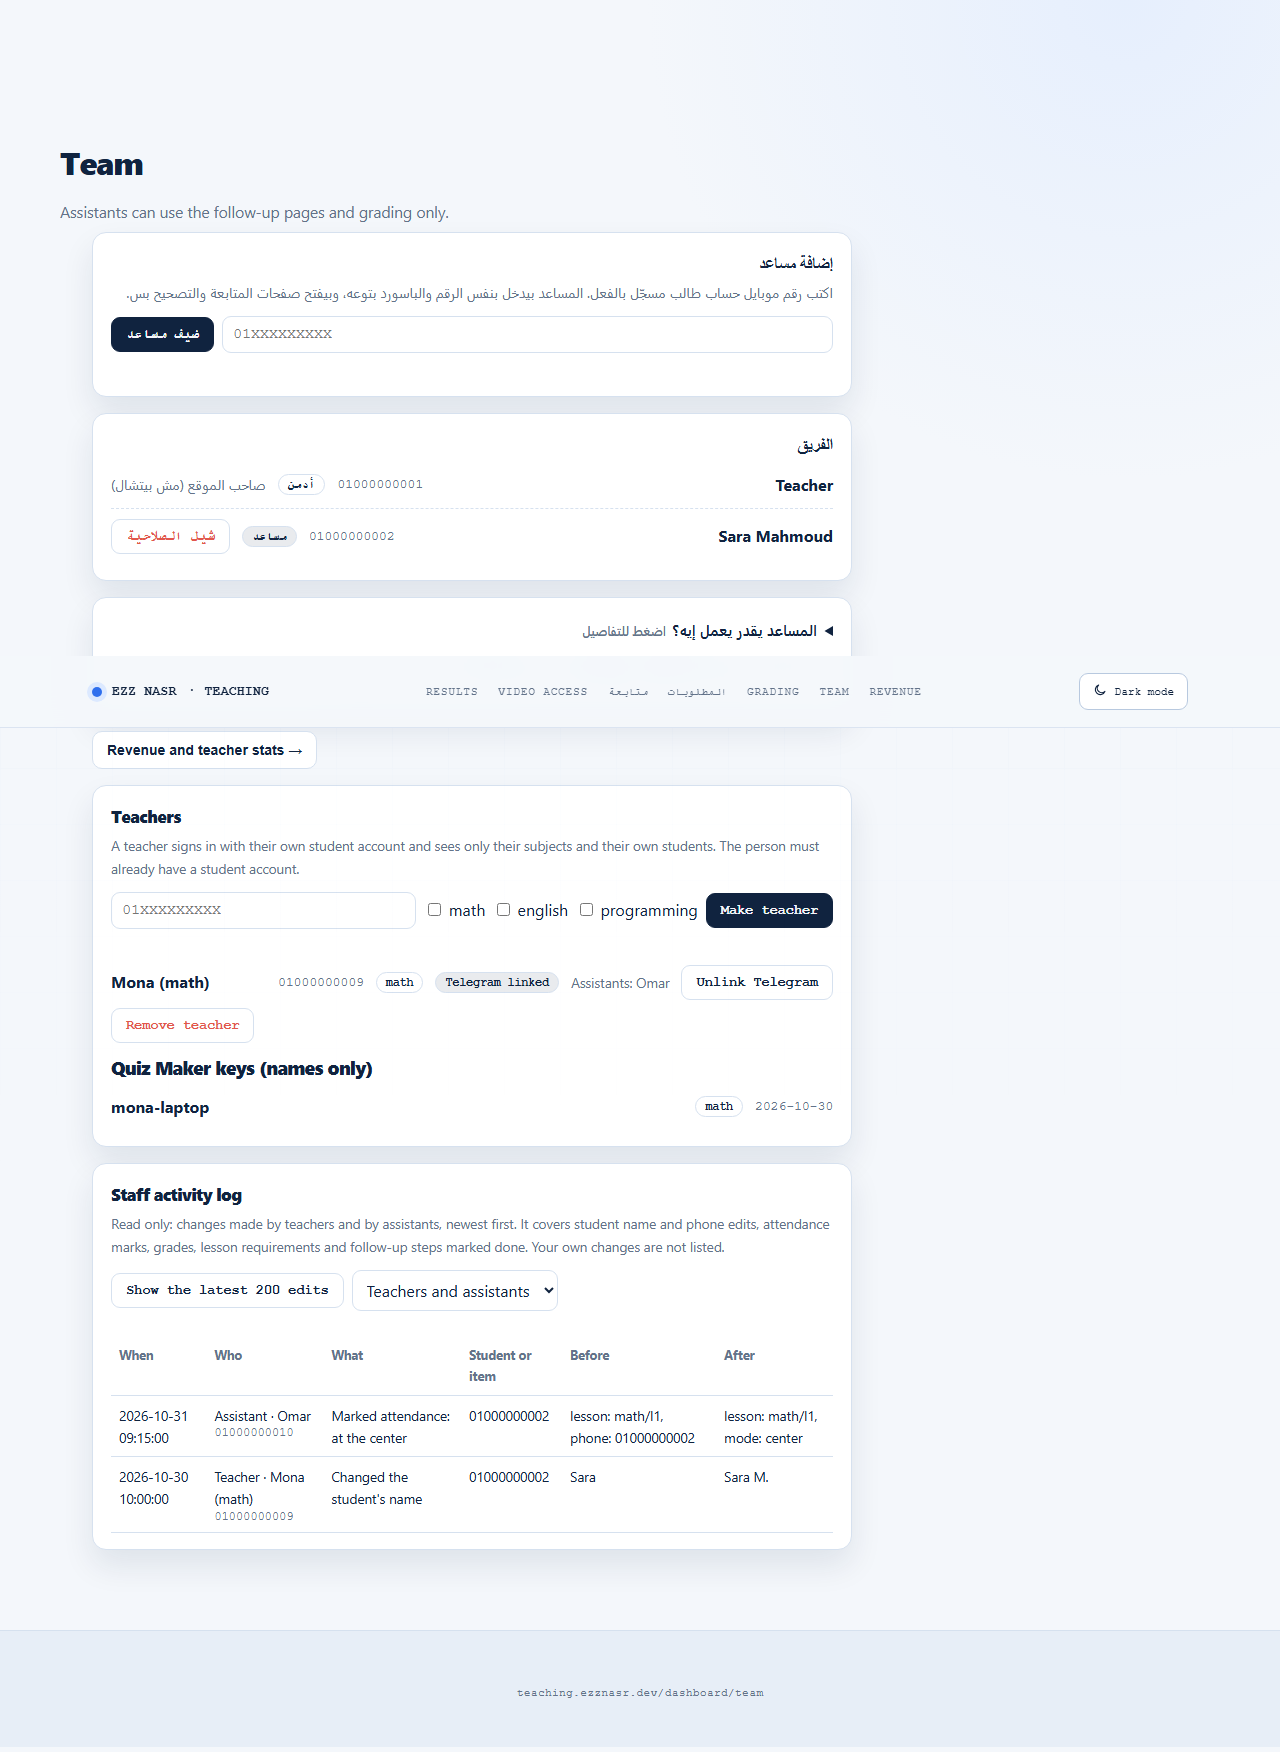 Team
Assistants can use the follow-up pages and grading only.
إضافة مساعد
اكتب رقم موبايل حساب طالب مسجّل بالفعل. المساعد بيدخل بنفس الرقم والباسورد بتوعه، وبيفتح صفحات المتابعة والتصحيح بس.
01XXXXXXXXX
ضيف مساعد
الفريق
Teacher 01000000001 أدمن صاحب الموقع (مش بيتشال)
Sara Mahmoud 01000000002 مساعد شيل الصلاحية
المساعد يقدر يعمل إيه؟ اضغط للتفاصيل
EZZ NASR · TEACHING RESULTS VIDEO ACCESS متابعة المطلوبات GRADING TEAM REVENUE Dark mode
Revenue and teacher stats →
Teachers
A teacher signs in with their own student account and sees only their subjects and their own students. The person must
already have a student account.
01XXXXXXXXX math english programming Make teacher
Mona (math) 01000000009 math Telegram linked Assistants: Omar Unlink Telegram
Remove teacher
Quiz Maker keys (names only)
mona-laptop math 2026-10-30
Staff activity log
Read only: changes made by teachers and by assistants, newest first. It covers student name and phone edits, attendance
marks, grades, lesson requirements and follow-up steps marked done. Your own changes are not listed.
Show the latest 200 edits Teachers and assistants
When Who What Student or item Before After
2026-10-31 09:15:00 Assistant · Omar 01000000010 Marked attendance: at the center 01000000002 lesson: math/l1, phone: 01000000002 lesson: math/l1, mode: center
2026-10-30 10:00:00 Teacher · Mona (math) 01000000009 Changed the student's name 01000000002 Sara Sara M.
teaching.ezznasr.dev/dashboard/team